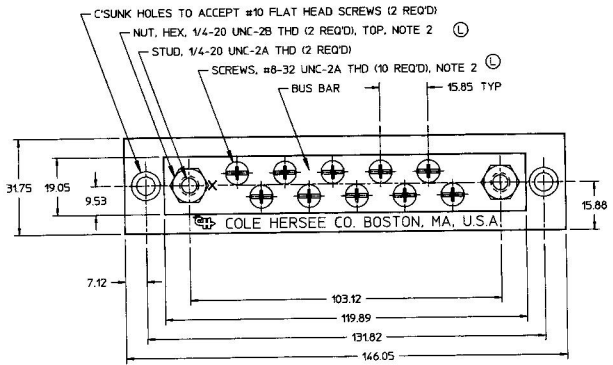 C'SUNK HOLES TO ACCEPT #10 FLAT HEAD SCREWS (2 REQ'D)
NUT, HEX, 1/4-20 UNC-2B THD (2 REQ'D), TOP, NOTE 2 L
STUD, 1/4-20 UNC-2A THD (2 REQ'D)
SCREWS, #8-32 UNC-2A THD (10 REQ'D), NOTE 2 L
BUS BAR
15.85 TYP
31.75
19.05
9.53
X
15.88
CH COLE HERSEE CO. BOSTON, MA, U.S.A.
7.12
103.12
119.89
131.82
146.05